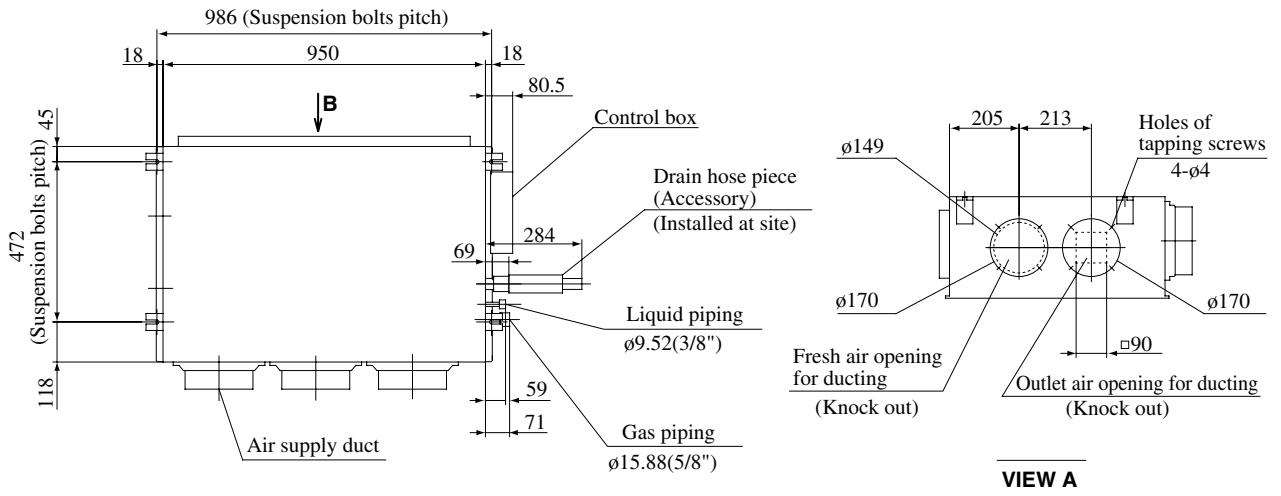 986 (Suspension bolts pitch)
18
950
18
80.5
B
45
472
(Suspension bolts pitch)
118
Control box
Drain hose piece
(Accessory)
(Installed at site)
284
69
Liquid piping
ø9.52(3/8")
59
71
Gas piping
ø15.88(5/8")
Air supply duct
205
213
Holes of
tapping screws
4-ø4
ø149
ø170
ø170
□90
Fresh air opening
for ducting
(Knock out)
Outlet air opening for ducting
(Knock out)
VIEW A